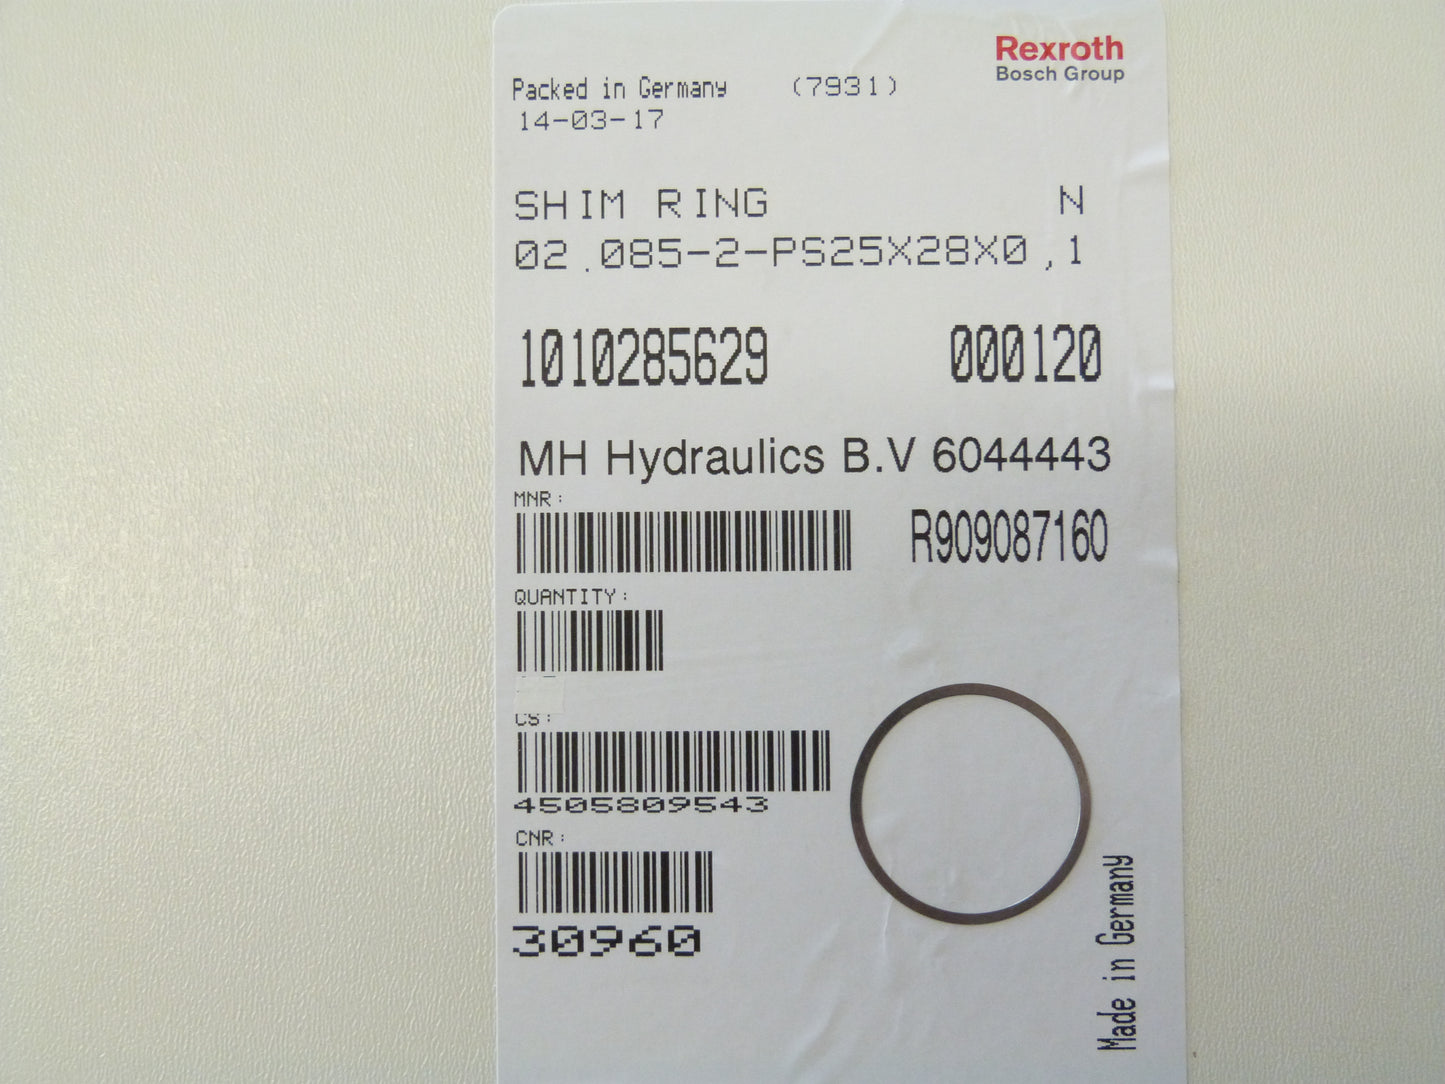 Rexroth
Bosch Group
Packed in Germany (7931)
14-03-17
SHIM RING N
02.085-2-PS25X28X0,1
1010285629 000120
MH Hydraulics B.V 6044443
MNR:
R909087160
QUANTITY:
CS:
4505809543
CNR:
30960
Made in Germany